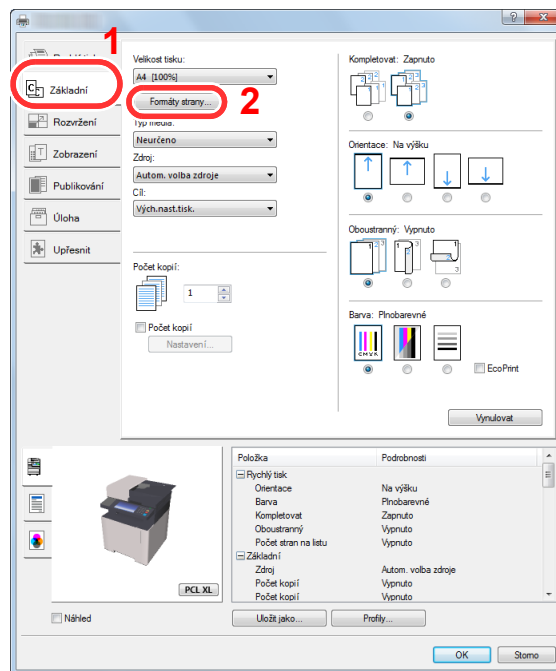 1
Základní
Rozvržení
Zobrazení
Publikování
Úloha
Upřesnit
Velikost tisku:
A4 [100%]
Formáty strany...
2
Typ média:
Neurčeno
Zdroj:
Autom. volba zdroje
Cíl:
Vých.nast.tisk.
Počet kopií:
1
Počet kopií
Nastavení...
Kompletovat: Zapnuto
Orientace: Na výšku
Oboustranný: Vypnuto
Barva: Plnobarevné
CMYK
EcoPrint
Vynulovat
PCL XL
Náhled
Položka Podrobnosti
Rychlý tisk
Orientace Na výšku
Barva Plnobarevné
Kompletovat Zapnuto
Oboustranný Vypnuto
Počet stran na listu Vypnuto
Základní
Zdroj Autom. volba zdroje
Počet kopií Vypnuto
Počet kopií Vypnuto
Uložit jako... Profily...
OK Storno